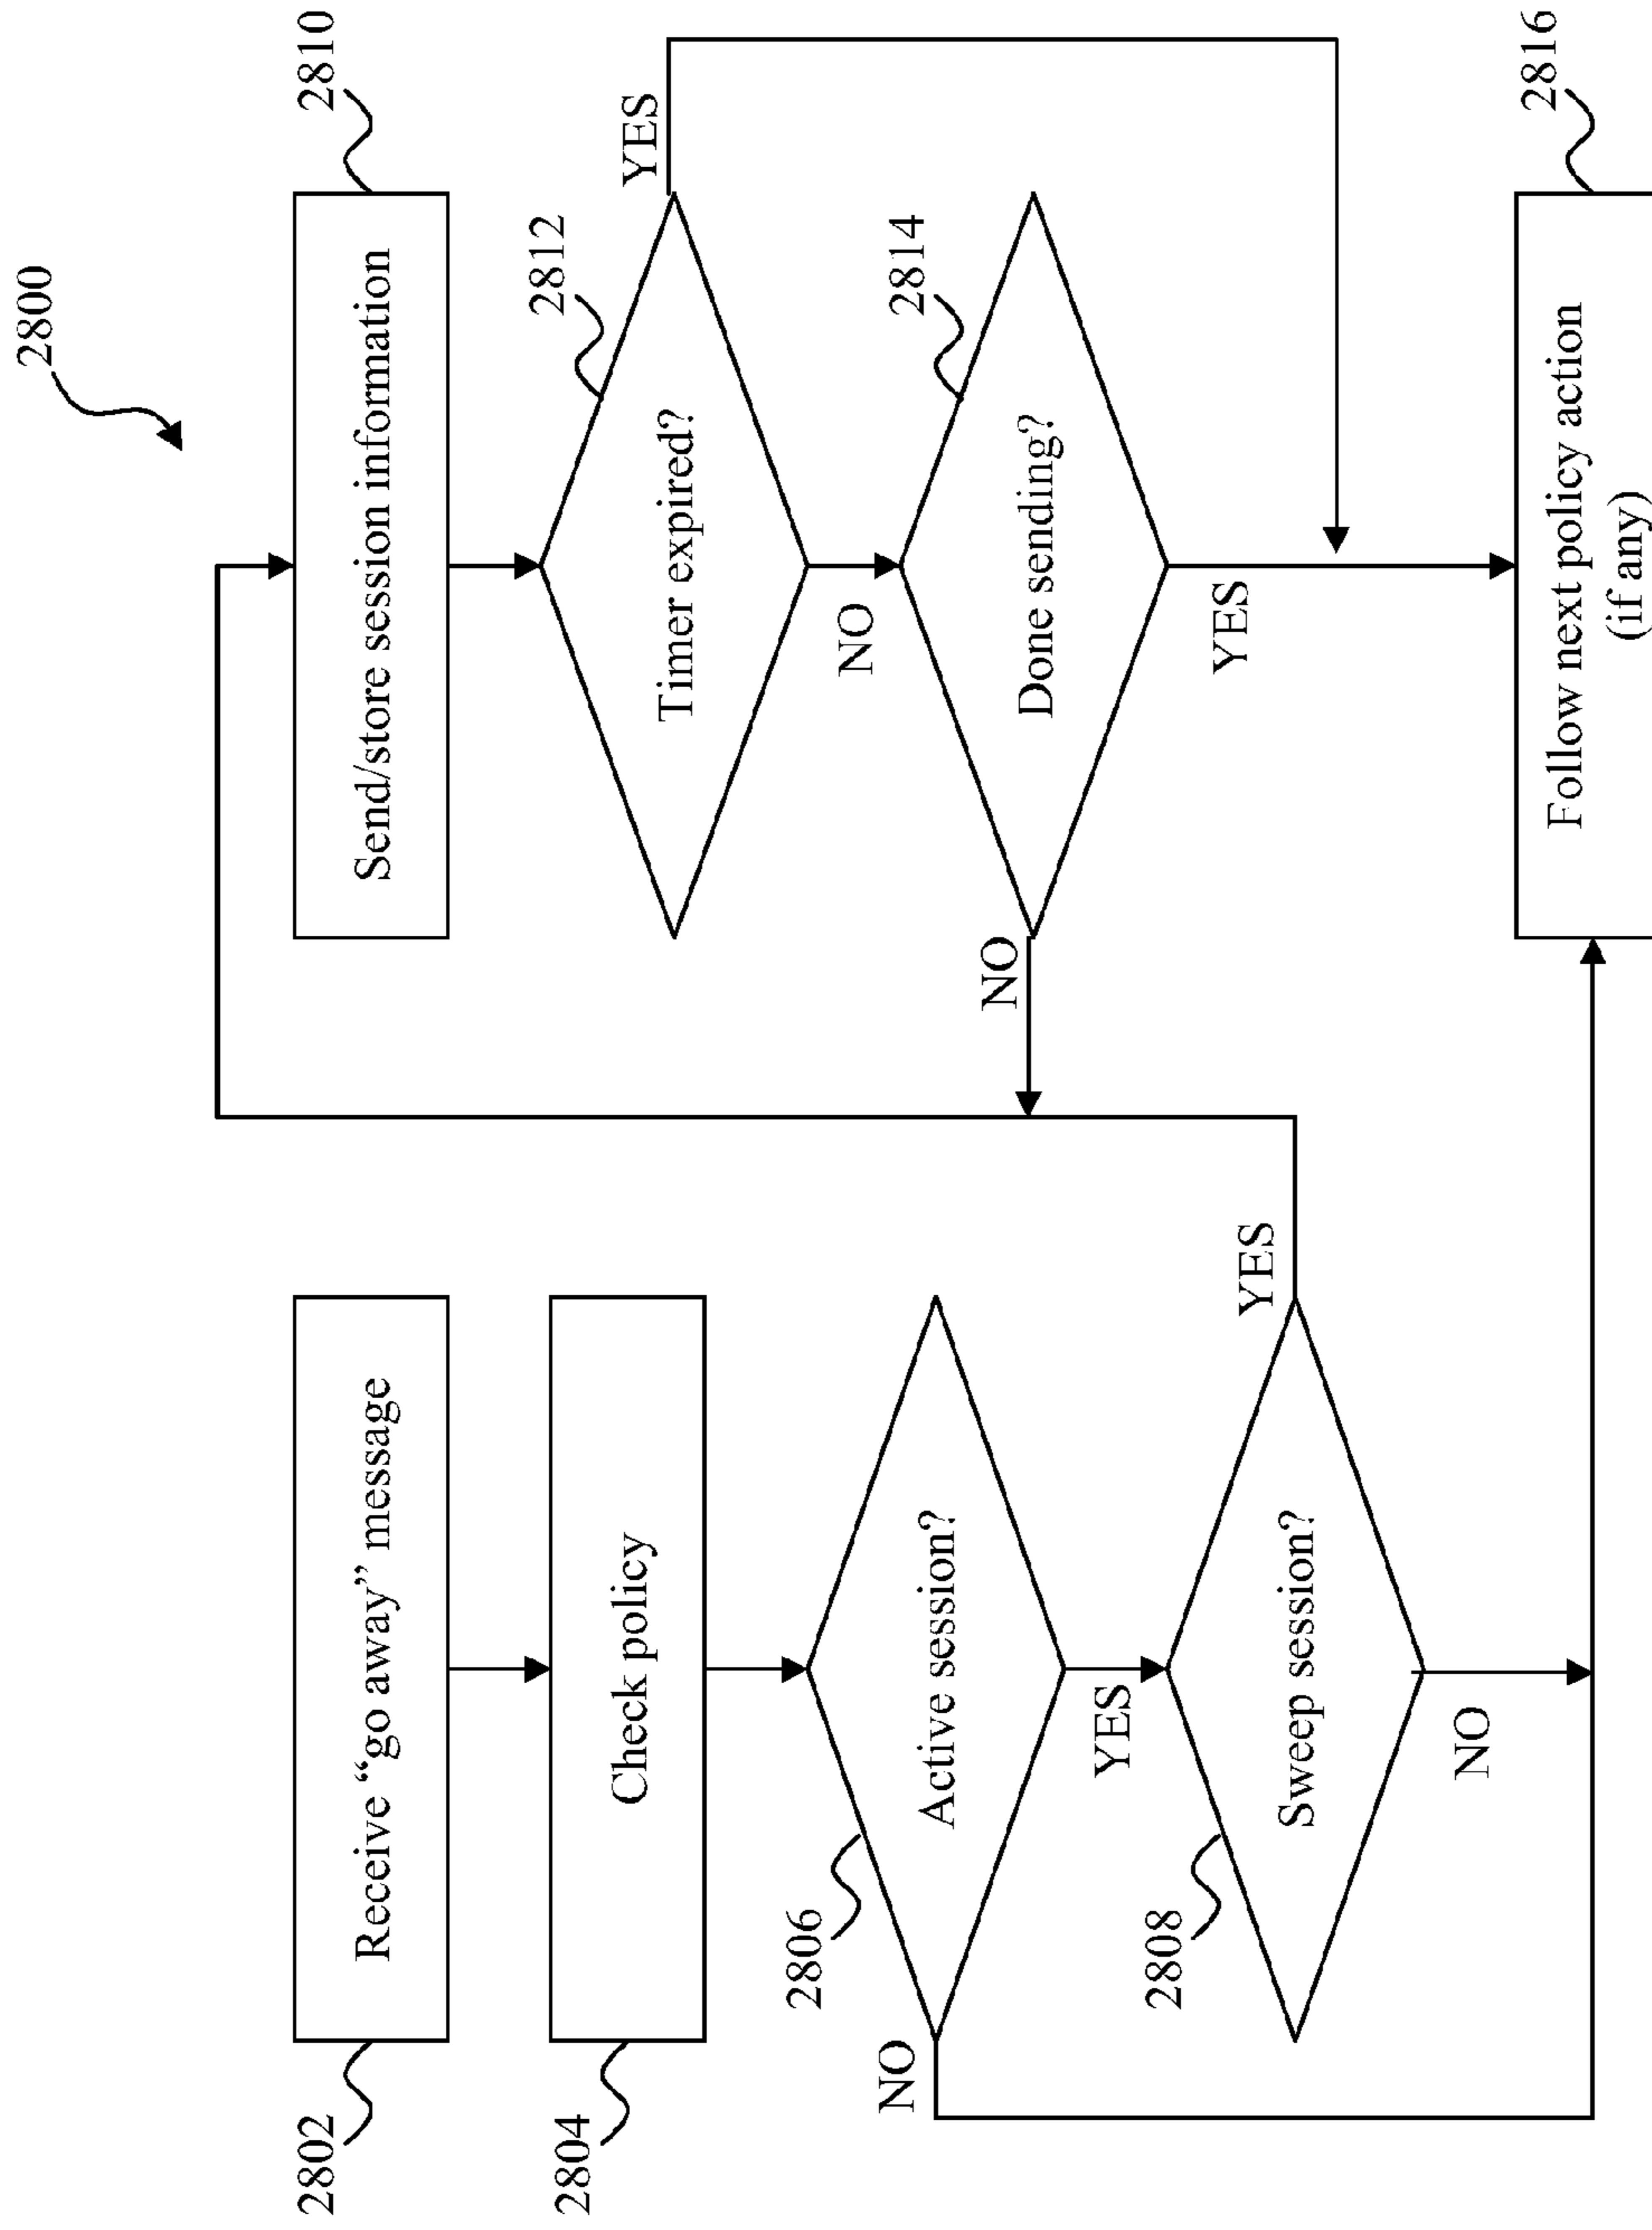 2800
2802
Receive “go away” message
2804
Check policy
2806
Active session?
NO
YES
2808
Sweep session?
YES
NO
2810
Send/store session information
2812
Timer expired?
YES
NO
2814
Done sending?
NO
YES
2816
Follow next policy action
(if any)